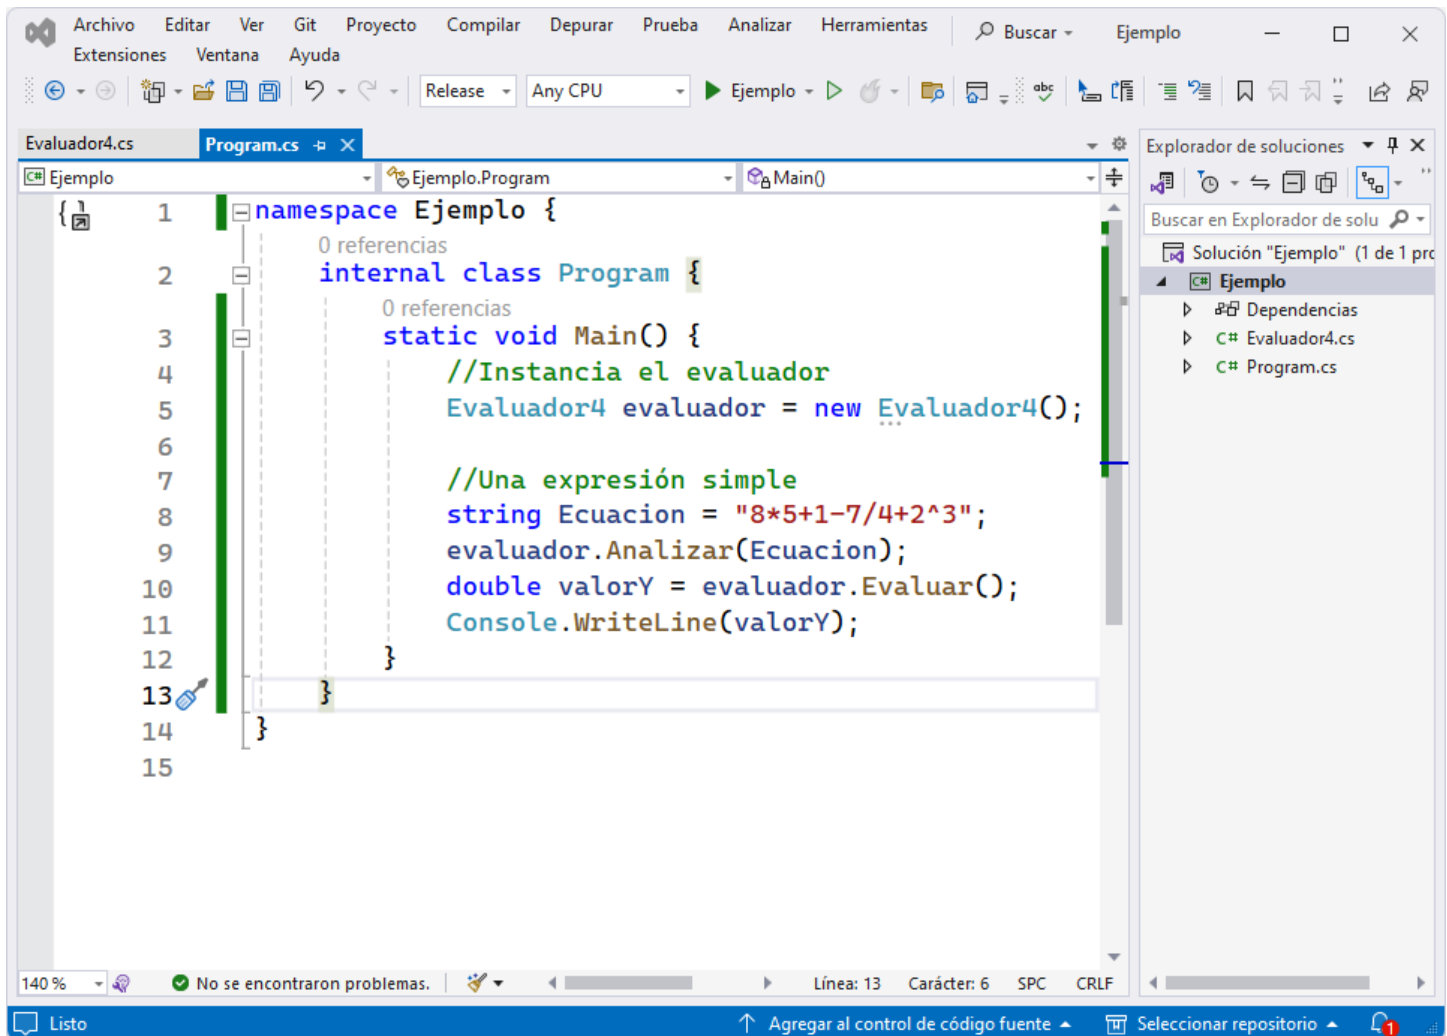 Archivo Editar Ver Git Proyecto Compilar Depurar Prueba Analizar Herramientas Buscar Ejemplo
Extensiones Ventana Ayuda
Release Any CPU Ejemplo abc
Evaluador4.cs Program.cs
Explorador de soluciones
C# Ejemplo Ejemplo.Program Main()
Buscar en Explorador de solu
Solución "Ejemplo" (1 de 1 pro
C# Ejemplo
Dependencias
C# Evaluador4.cs
C# Program.cs
1 namespace Ejemplo {
0 referencias
2 internal class Program {
0 referencias
3 static void Main() {
4 //Instancia el evaluador
5 Evaluador4 evaluador = new Evaluador4();
6
7 //Una expresión simple
8 string Ecuacion = "8*5+1-7/4+2^3";
9 evaluador.Analizar(Ecuacion);
10 double valorY = evaluador.Evaluar();
11 Console.WriteLine(valorY);
12 }
13 }
14 }
15
140 % No se encontraron problemas. Línea: 13 Carácter: 6 SPC CRLF
Listo Agregar al control de código fuente Seleccionar repositorio 1